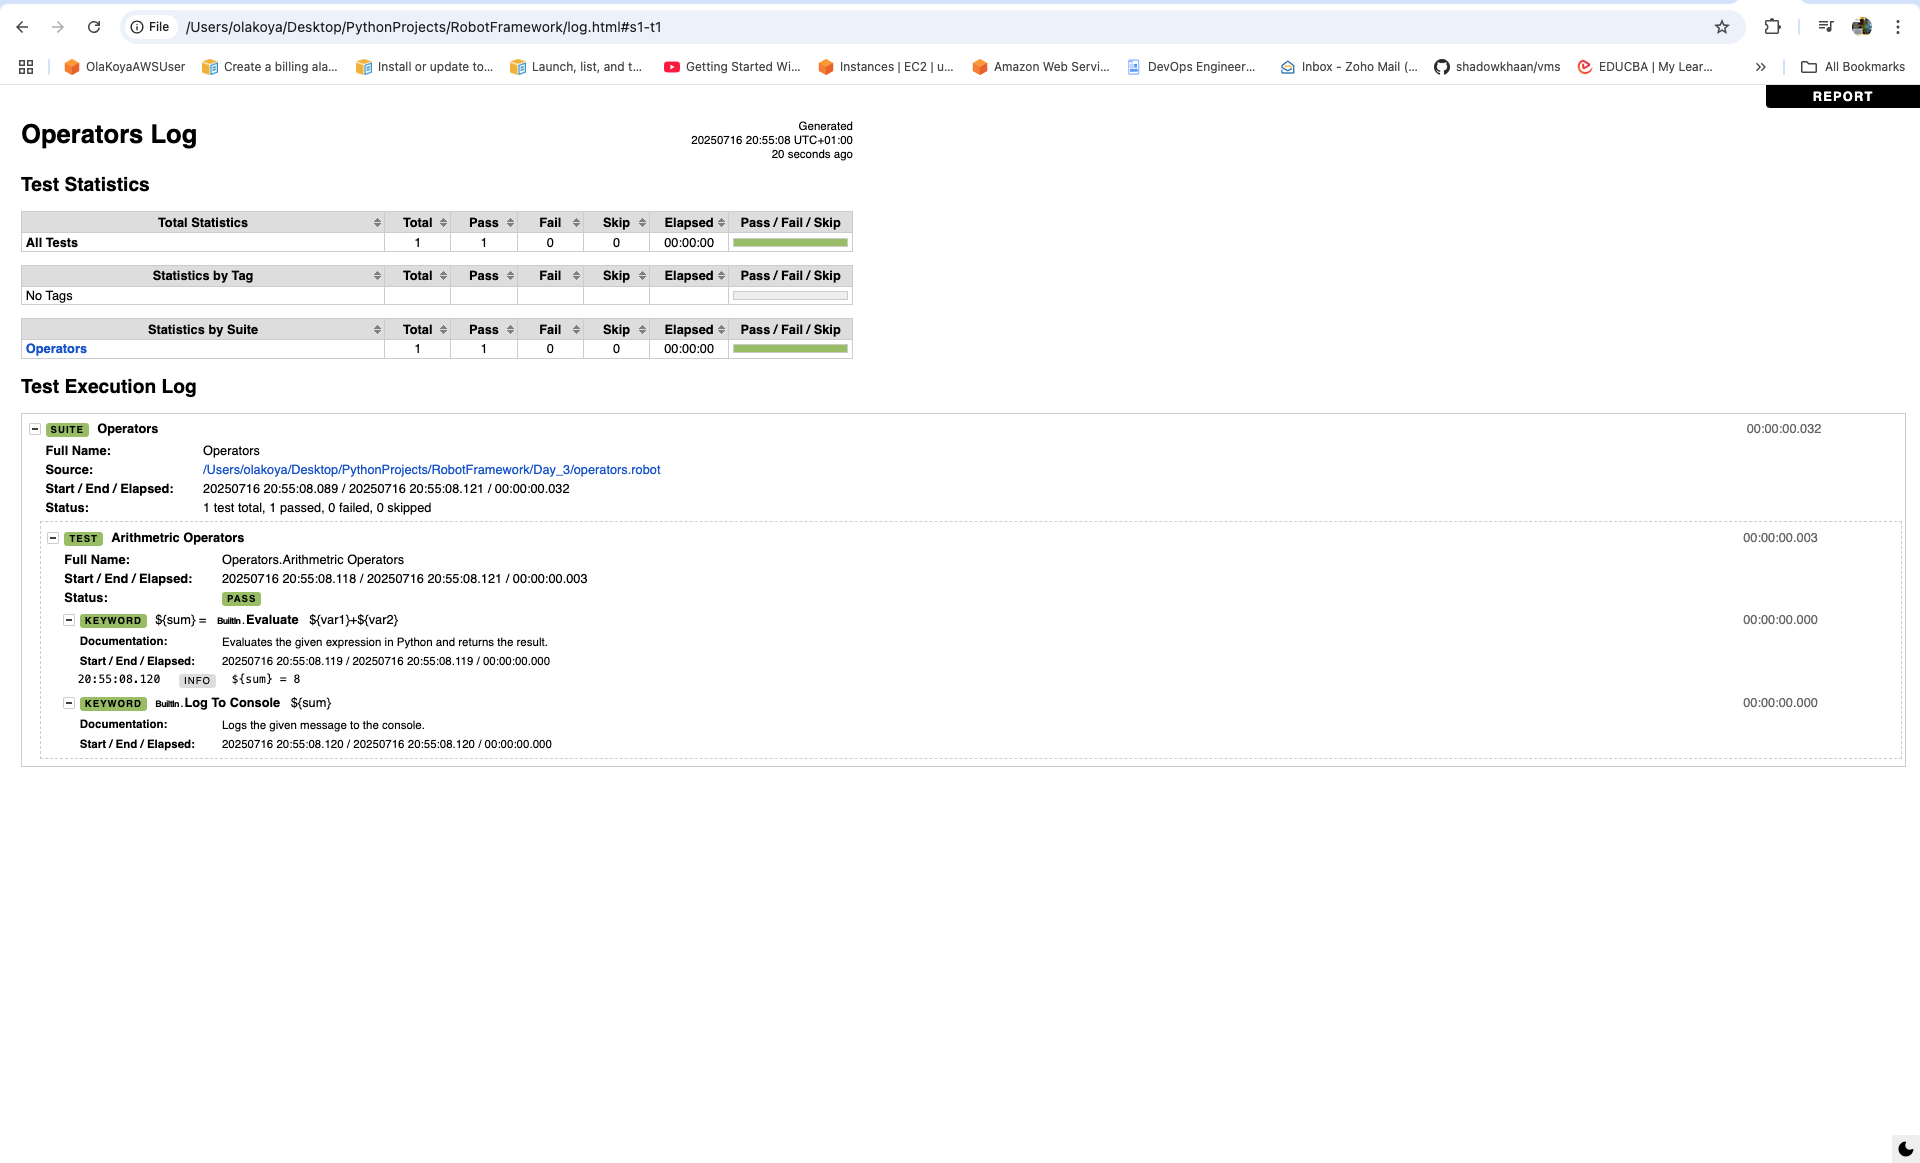 File /Users/olakoya/Desktop/PythonProjects/RobotFramework/log.html#s1-t1
OlaKoyaAWSUser Create a billing ala... Install or update to... Launch, list, and t... Getting Started Wi... Instances | EC2 | u... Amazon Web Servi... DevOps Engineer... Inbox - Zoho Mail (... shadowkhaan/vms EDUCBA | My Lear... » All Bookmarks
REPORT
Operators Log
Generated
20250716 20:55:08 UTC+01:00
20 seconds ago
Test Statistics
Total Statistics Total Pass Fail Skip Elapsed Pass / Fail / Skip
All Tests 1 1 0 0 00:00:00
Statistics by Tag Total Pass Fail Skip Elapsed Pass / Fail / Skip
No Tags
Statistics by Suite Total Pass Fail Skip Elapsed Pass / Fail / Skip
Operators 1 1 0 0 00:00:00
Test Execution Log
SUITE Operators 00:00:00.032
Full Name: Operators
Source: /Users/olakoya/Desktop/PythonProjects/RobotFramework/Day_3/operators.robot
Start / End / Elapsed: 20250716 20:55:08.089 / 20250716 20:55:08.121 / 00:00:00.032
Status: 1 test total, 1 passed, 0 failed, 0 skipped
TEST Arithmetric Operators 00:00:00.003
Full Name: Operators.Arithmetric Operators
Start / End / Elapsed: 20250716 20:55:08.118 / 20250716 20:55:08.121 / 00:00:00.003
Status: PASS
KEYWORD ${sum} = BuiltIn.Evaluate ${var1}+${var2} 00:00:00.000
Documentation: Evaluates the given expression in Python and returns the result.
Start / End / Elapsed: 20250716 20:55:08.119 / 20250716 20:55:08.119 / 00:00:00.000
20:55:08.120 INFO ${sum} = 8
KEYWORD BuiltIn.Log To Console ${sum} 00:00:00.000
Documentation: Logs the given message to the console.
Start / End / Elapsed: 20250716 20:55:08.120 / 20250716 20:55:08.120 / 00:00:00.000